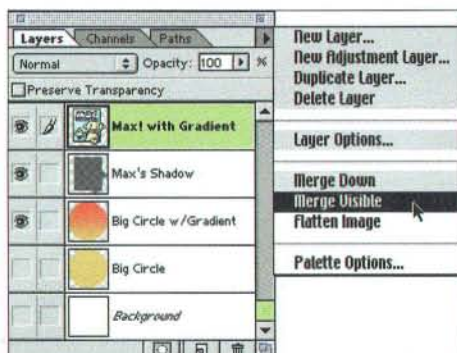 Layers Channels Paths
Normal Opacity: 100 %
Preserve Transparency
Max! with Gradient
Max's Shadow
Big Circle w/Gradient
Big Circle
Background
New Layer...
New Adjustment Layer...
Duplicate Layer...
Delete Layer
Layer Options...
Merge Down
Merge Visible
Flatten Image
Palette Options...